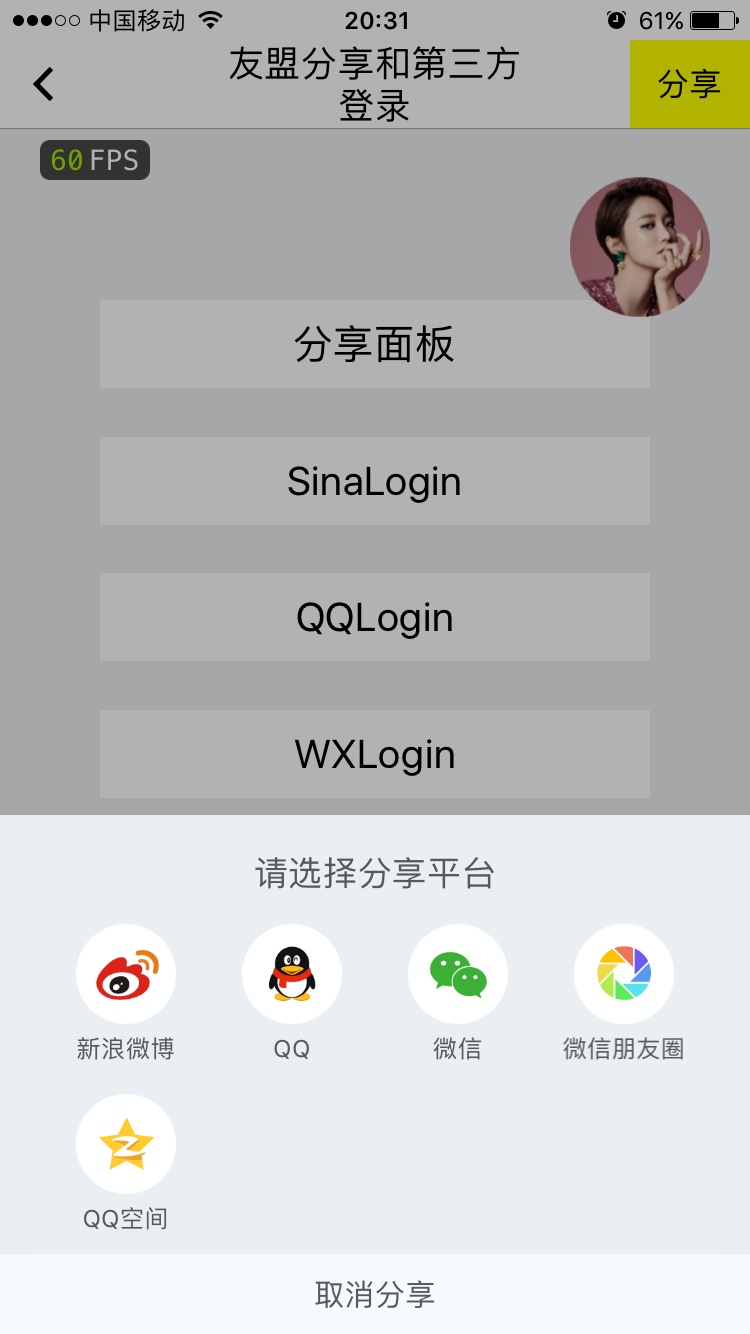 中国移动 20:31 61%
友盟分享和第三方
登录
分享
60 FPS
分享面板
SinaLogin
QQLogin
WXLogin
请选择分享平台
新浪微博 QQ 微信 微信朋友圈
QQ空间
取消分享